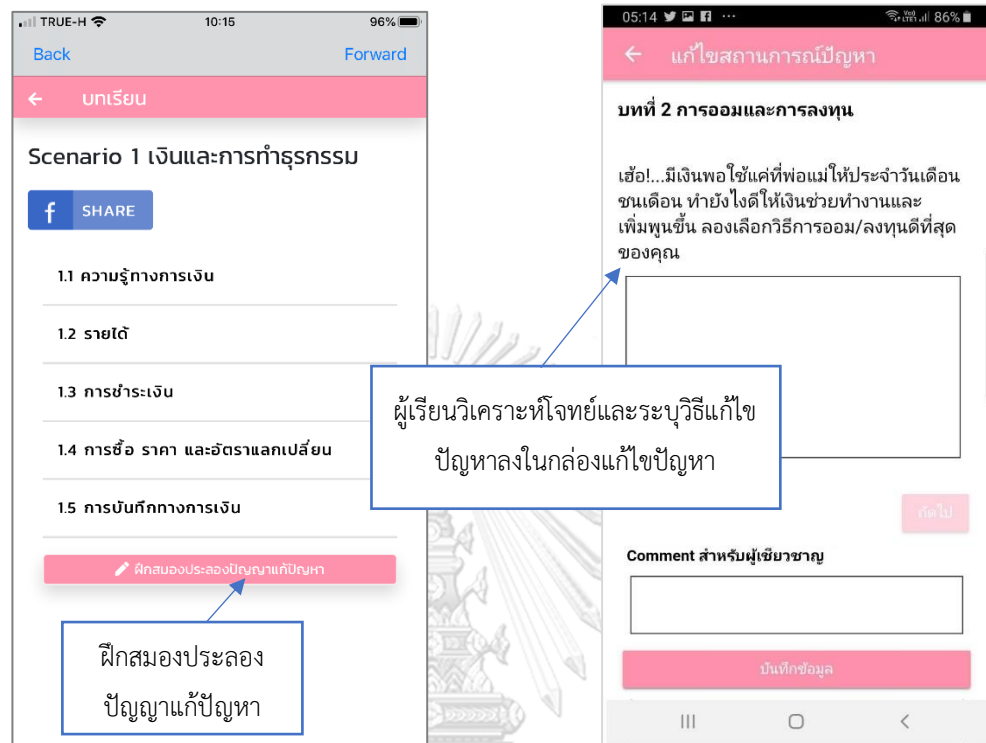 TRUE-H 10:15 96%
Back Forward
บทเรียน
Scenario 1 เงินและการทำธุรกรรม
f SHARE
1.1 ความรู้ทางการเงิน
1.2 รายได้
1.3 การชำระเงิน
1.4 การซื้อ ราคา และอัตราแลกเปลี่ยน
1.5 การบันทึกทางการเงิน
ฝึกสมองประลองปัญญาแก้ปัญหา
ฝึกสมองประลอง
ปัญญาแก้ปัญหา
05:14 86%
แก้ไขสถานการณ์ปัญหา
บทที่ 2 การออมและการลงทุน
เฮ้อ!...มีเงินพอใช้แค่ที่พ่อแม่ให้ประจำวันเดือน
ชนเดือน ทำยังไงดีให้เงินช่วยทำงานและ
เพิ่มพูนขึ้น ลองเลือกวิธีการออม/ลงทุนดีที่สุด
ของคุณ
ผู้เรียนวิเคราะห์โจทย์และระบุวิธีแก้ไข
ปัญหาลงในกล่องแก้ไขปัญหา
ถัดไป
Comment สำหรับผู้เชียวชาญ
บันทึกข้อมูล